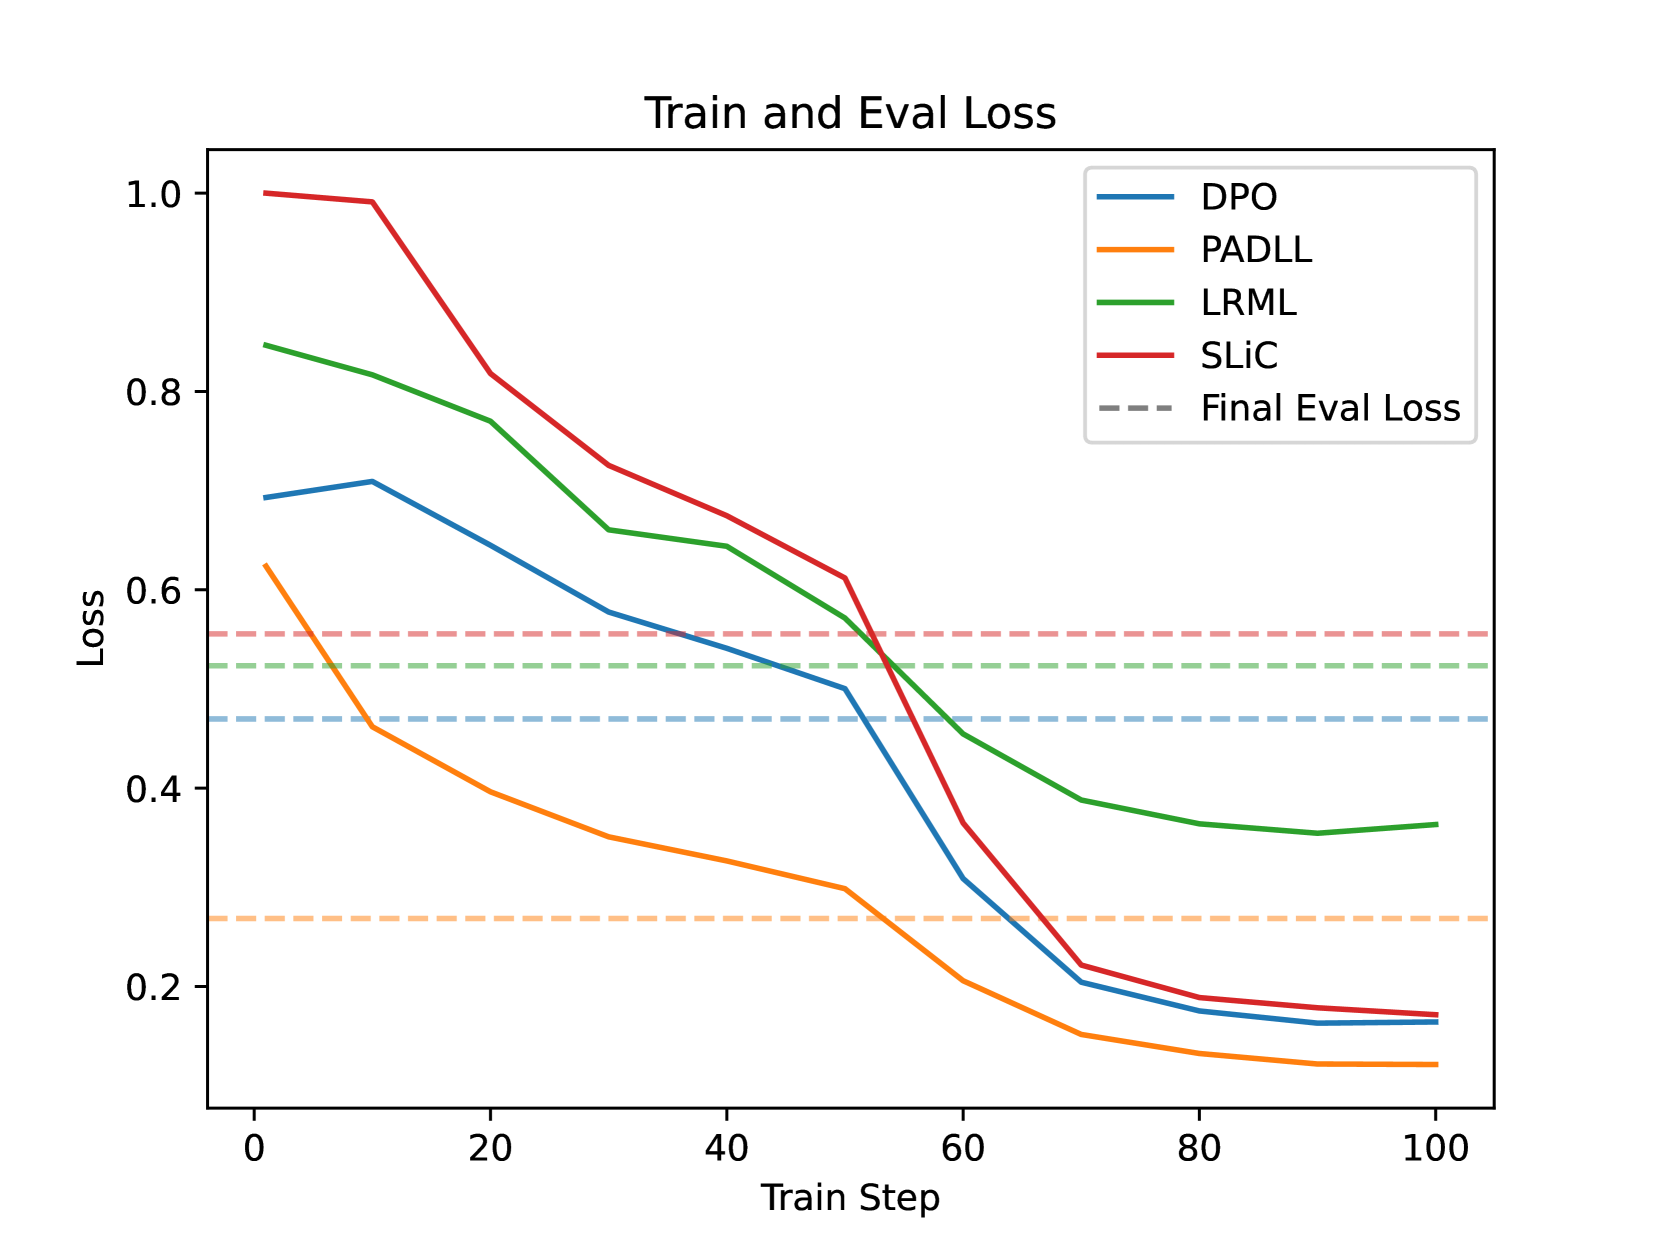 Train and Eval Loss
DPO
PADLL
LRML
SLiC
Final Eval Loss
Loss
1.0
0.8
0.6
0.4
0.2
0 20 40 60 80 100
Train Step